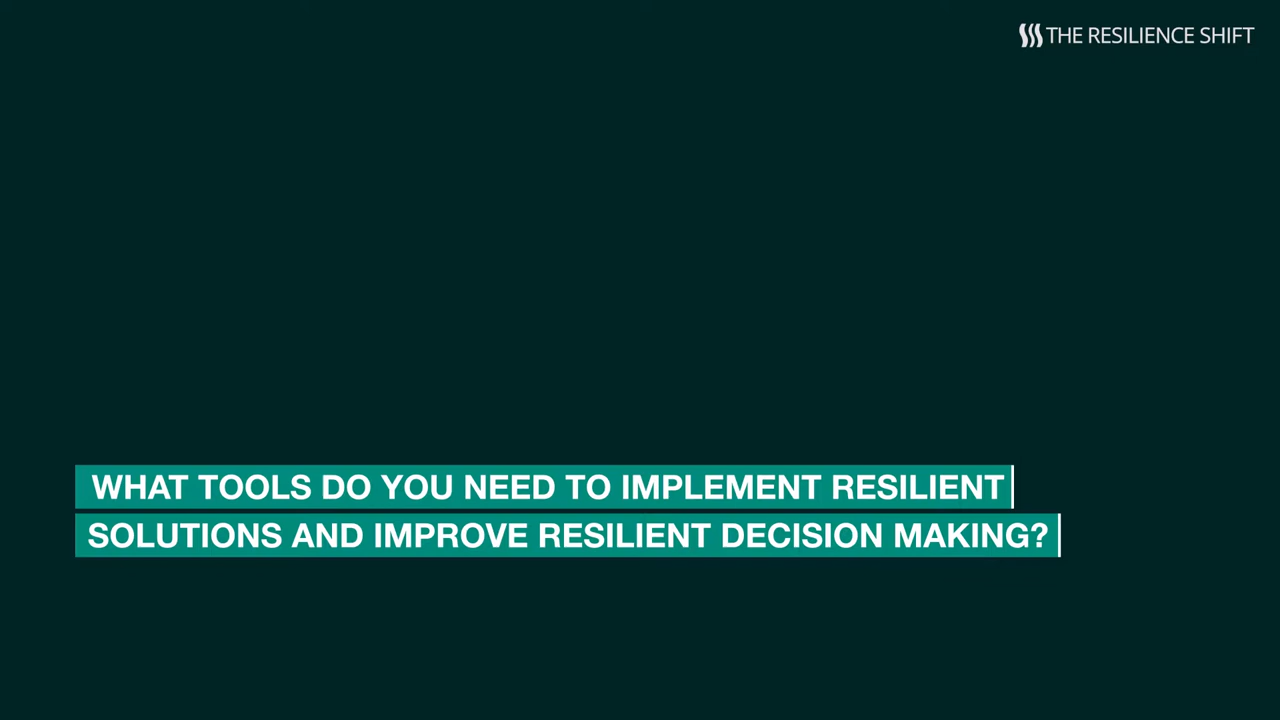 THE RESILIENCE SHIFT
WHAT TOOLS DO YOU NEED TO IMPLEMENT RESILIENT
SOLUTIONS AND IMPROVE RESILIENT DECISION MAKING?